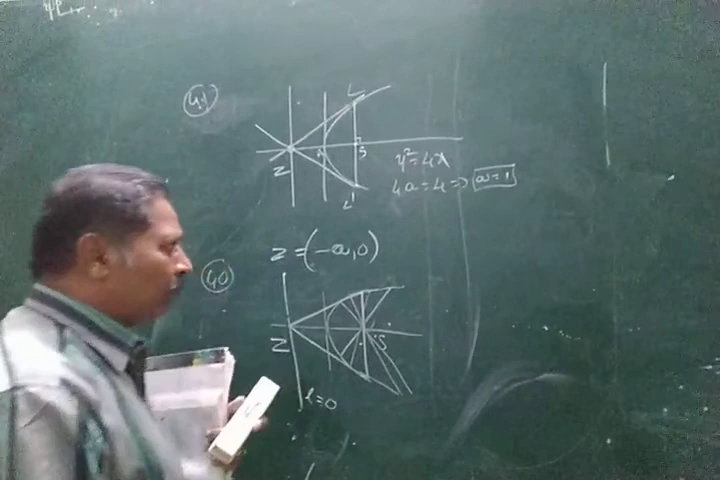 41
L
Z
A
S
L'
y² = 4x
4a = 4 => a = 1
Z = (-a, 0)
40
Z
S
l = 0